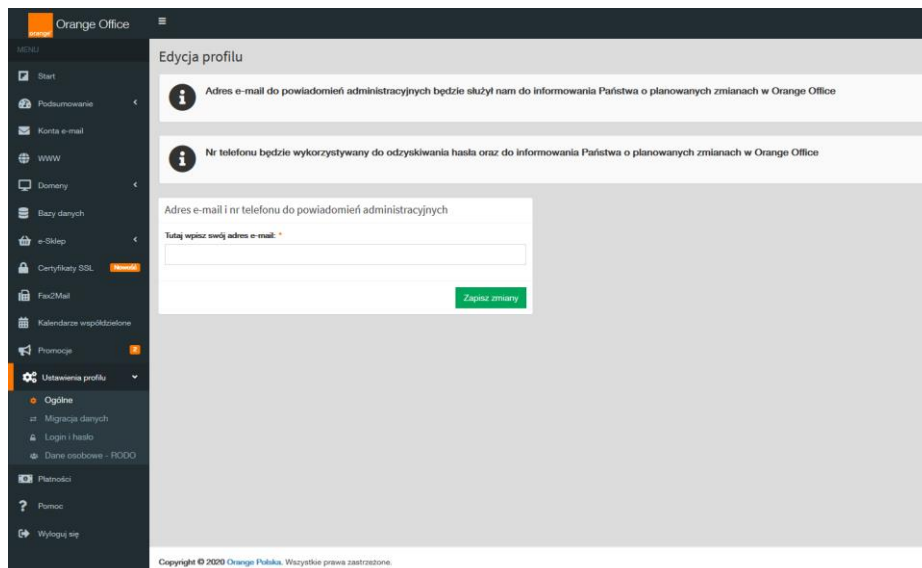 orange
Orange Office
MENU
Start
Podsumowanie
Konta e-mail
WWW
Domeny
Bazy danych
e-Sklep
Certyfikaty SSL
Nowość
Fax2Mail
Kalendarze współdzielone
Promocje
2
Ustawienia profilu
Ogólne
Migracja danych
Login i hasło
Dane osobowe - RODO
Płatności
Pomoc
Wyloguj się
Edycja profilu
Adres e-mail do powiadomień administracyjnych będzie służył nam do informowania Państwa o planowanych zmianach w Orange Office
Nr telefonu będzie wykorzystywany do odzyskiwania hasła oraz do informowania Państwa o planowanych zmianach w Orange Office
Adres e-mail i nr telefonu do powiadomień administracyjnych
Tutaj wpisz swój adres e-mail: *
Zapisz zmiany
Copyright © 2020 Orange Polska. Wszystkie prawa zastrzeżone.